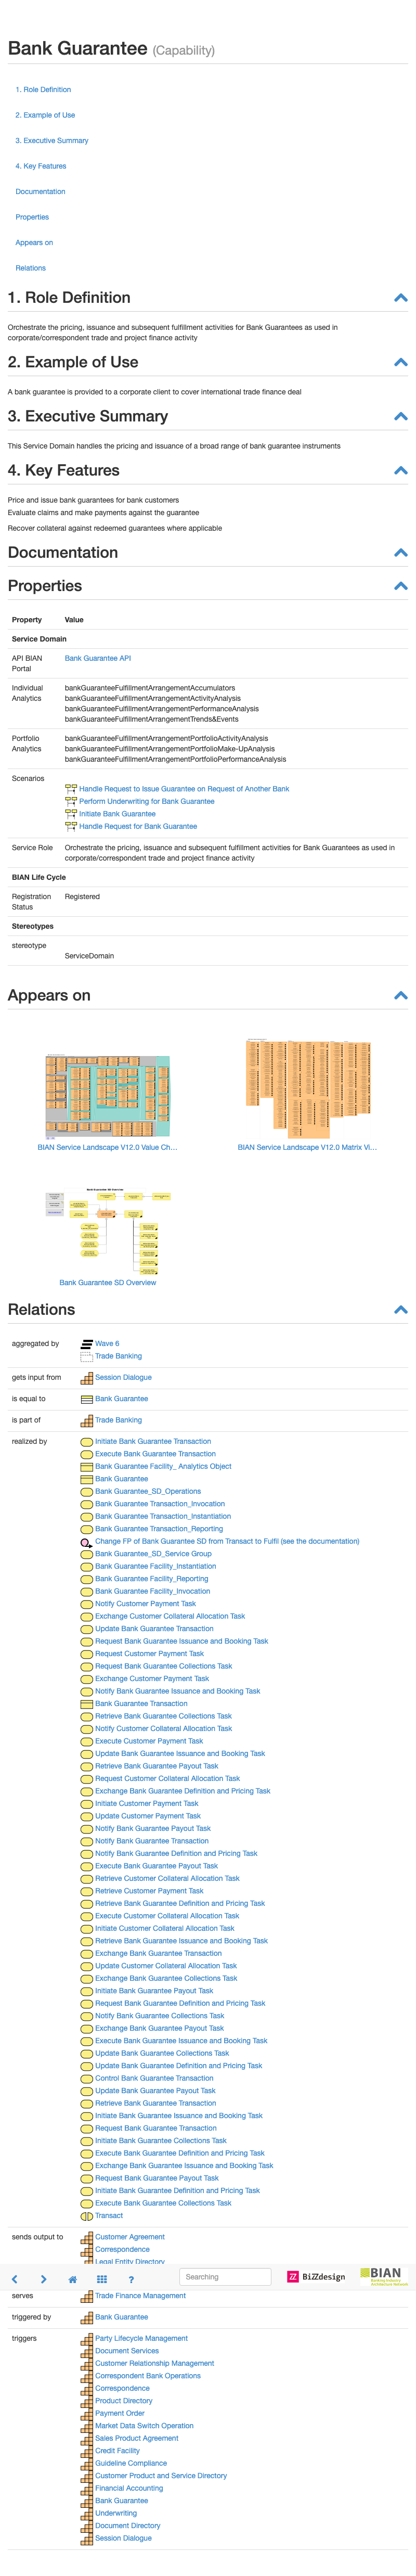 Bank Guarantee (Capability)
1. Role Definition
2. Example of Use
3. Executive Summary
4. Key Features
Documentation
Properties
Appears on
Relations
1. Role Definition
Orchestrate the pricing, issuance and subsequent fulfillment activities for Bank Guarantees as used in
corporate/correspondent trade and project finance activity
2. Example of Use
A bank guarantee is provided to a corporate client to cover international trade finance deal
3. Executive Summary
This Service Domain handles the pricing and issuance of a broad range of bank guarantee instruments
4. Key Features
Price and issue bank guarantees for bank customers
Evaluate claims and make payments against the guarantee
Recover collateral against redeemed guarantees where applicable
Documentation
Properties
Property Value
Service Domain
API BIAN Bank Guarantee API
Portal
Individual bankGuaranteeFulfillmentArrangementAccumulators
Analytics bankGuaranteeFulfillmentArrangementActivityAnalysis
bankGuaranteeFulfillmentArrangementPerformanceAnalysis
bankGuaranteeFulfillmentArrangementTrends&Events
Portfolio bankGuaranteeFulfillmentArrangementPortfolioActivityAnalysis
Analytics bankGuaranteeFulfillmentArrangementPortfolioMake-UpAnalysis
bankGuaranteeFulfillmentArrangementPortfolioPerformanceAnalysis
Scenarios
Handle Request to Issue Guarantee on Request of Another Bank
Perform Underwriting for Bank Guarantee
Initiate Bank Guarantee
Handle Request for Bank Guarantee
Service Role Orchestrate the pricing, issuance and subsequent fulfillment activities for Bank Guarantees as used in
corporate/correspondent trade and project finance activity
BIAN Life Cycle
Registration Registered
Status
Stereotypes
stereotype
ServiceDomain
Appears on
BIAN Service Landscape V12.0 Value Ch...
BIAN Service Landscape V12.0 Matrix Vi...
Bank Guarantee SD Overview
Bank Guarantee SD Overview
Relations
aggregated by Wave 6
Trade Banking
gets input from Session Dialogue
is equal to Bank Guarantee
is part of Trade Banking
realized by Initiate Bank Guarantee Transaction
Execute Bank Guarantee Transaction
Bank Guarantee Facility_ Analytics Object
Bank Guarantee
Bank Guarantee_SD_Operations
Bank Guarantee Transaction_Invocation
Bank Guarantee Transaction_Instantiation
Bank Guarantee Transaction_Reporting
Change FP of Bank Guarantee SD from Transact to Fulfil (see the documentation)
Bank Guarantee_SD_Service Group
Bank Guarantee Facility_Instantiation
Bank Guarantee Facility_Reporting
Bank Guarantee Facility_Invocation
Notify Customer Payment Task
Exchange Customer Collateral Allocation Task
Update Bank Guarantee Transaction
Request Bank Guarantee Issuance and Booking Task
Request Customer Payment Task
Request Bank Guarantee Collections Task
Exchange Customer Payment Task
Notify Bank Guarantee Issuance and Booking Task
Bank Guarantee Transaction
Retrieve Bank Guarantee Collections Task
Notify Customer Collateral Allocation Task
Execute Customer Payment Task
Update Bank Guarantee Issuance and Booking Task
Retrieve Bank Guarantee Payout Task
Request Customer Collateral Allocation Task
Exchange Bank Guarantee Definition and Pricing Task
Initiate Customer Payment Task
Update Customer Payment Task
Notify Bank Guarantee Payout Task
Notify Bank Guarantee Transaction
Notify Bank Guarantee Definition and Pricing Task
Execute Bank Guarantee Payout Task
Retrieve Customer Collateral Allocation Task
Retrieve Customer Payment Task
Retrieve Bank Guarantee Definition and Pricing Task
Execute Customer Collateral Allocation Task
Initiate Customer Collateral Allocation Task
Retrieve Bank Guarantee Issuance and Booking Task
Exchange Bank Guarantee Transaction
Update Customer Collateral Allocation Task
Exchange Bank Guarantee Collections Task
Initiate Bank Guarantee Payout Task
Request Bank Guarantee Definition and Pricing Task
Notify Bank Guarantee Collections Task
Exchange Bank Guarantee Payout Task
Execute Bank Guarantee Issuance and Booking Task
Update Bank Guarantee Collections Task
Update Bank Guarantee Definition and Pricing Task
Control Bank Guarantee Transaction
Update Bank Guarantee Payout Task
Retrieve Bank Guarantee Transaction
Initiate Bank Guarantee Issuance and Booking Task
Request Bank Guarantee Transaction
Initiate Bank Guarantee Collections Task
Execute Bank Guarantee Definition and Pricing Task
Exchange Bank Guarantee Issuance and Booking Task
Request Bank Guarantee Payout Task
Initiate Bank Guarantee Definition and Pricing Task
Execute Bank Guarantee Collections Task
Transact
sends output to Customer Agreement
Correspondence
Legal Entity Directory
Searching
BiZZdesign
BIAN
serves Trade Finance Management
triggered by Bank Guarantee
triggers Party Lifecycle Management
Document Services
Customer Relationship Management
Correspondent Bank Operations
Correspondence
Product Directory
Payment Order
Market Data Switch Operation
Sales Product Agreement
Credit Facility
Guideline Compliance
Customer Product and Service Directory
Financial Accounting
Bank Guarantee
Underwriting
Document Directory
Session Dialogue